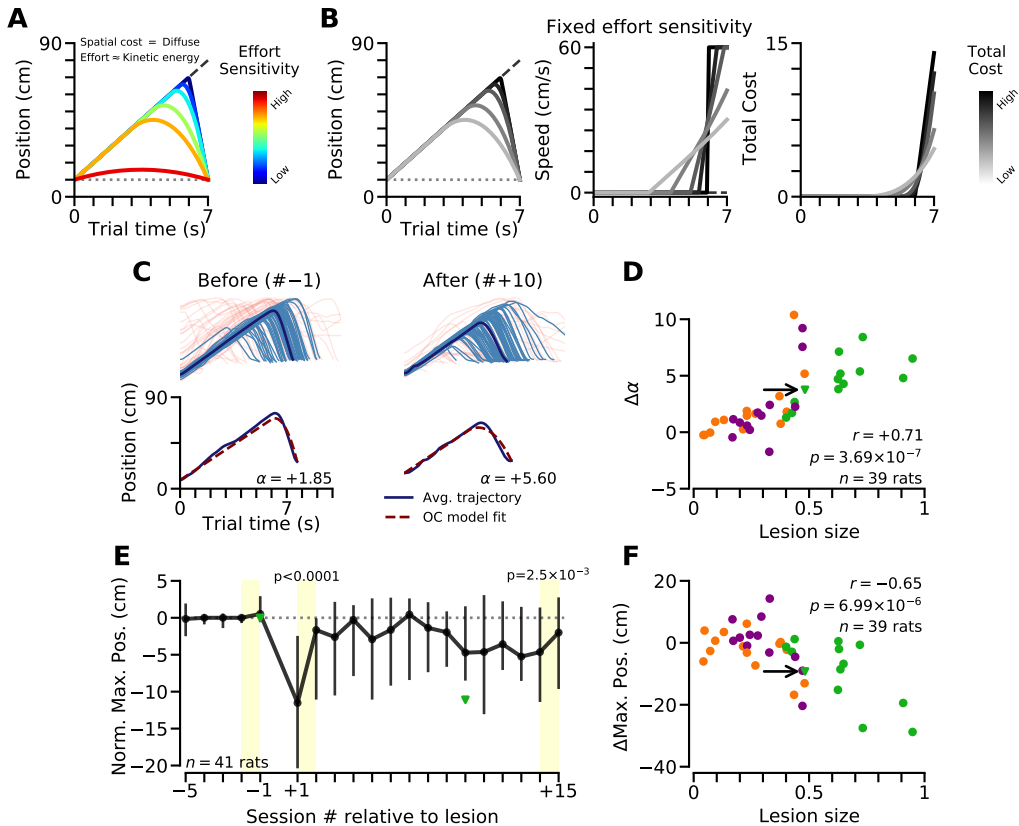 A
Spatial cost = Diffuse
Effort ≈ Kinetic energy
Effort
Sensitivity
High
Low
90
0
Position (cm)
0
7
Trial time (s)
B
Fixed effort sensitivity
90
0
Position (cm)
0
7
Trial time (s)
60
0
Speed (cm/s)
0
7
15
0
Total Cost
0
7
Total
Cost
High
Low
C
Before (#−1)
After (#+10)
90
0
Position (cm)
α = +1.85
α = +5.60
0
7
Trial time (s)
Avg. trajectory
OC model fit
D
10
5
0
−5
Δα
r = +0.71
p = 3.69×10⁻⁷
n = 39 rats
0
1
Lesion size
E
p<0.0001
p=2.5×10⁻³
5
0
−5
−10
−15
−20
Norm. Max. Pos. (cm)
n = 41 rats
−5
−1
+1
+15
Session # relative to lesion
F
20
0
−20
−40
ΔMax. Pos. (cm)
r = −0.65
p = 6.99×10⁻⁶
n = 39 rats
0
1
Lesion size